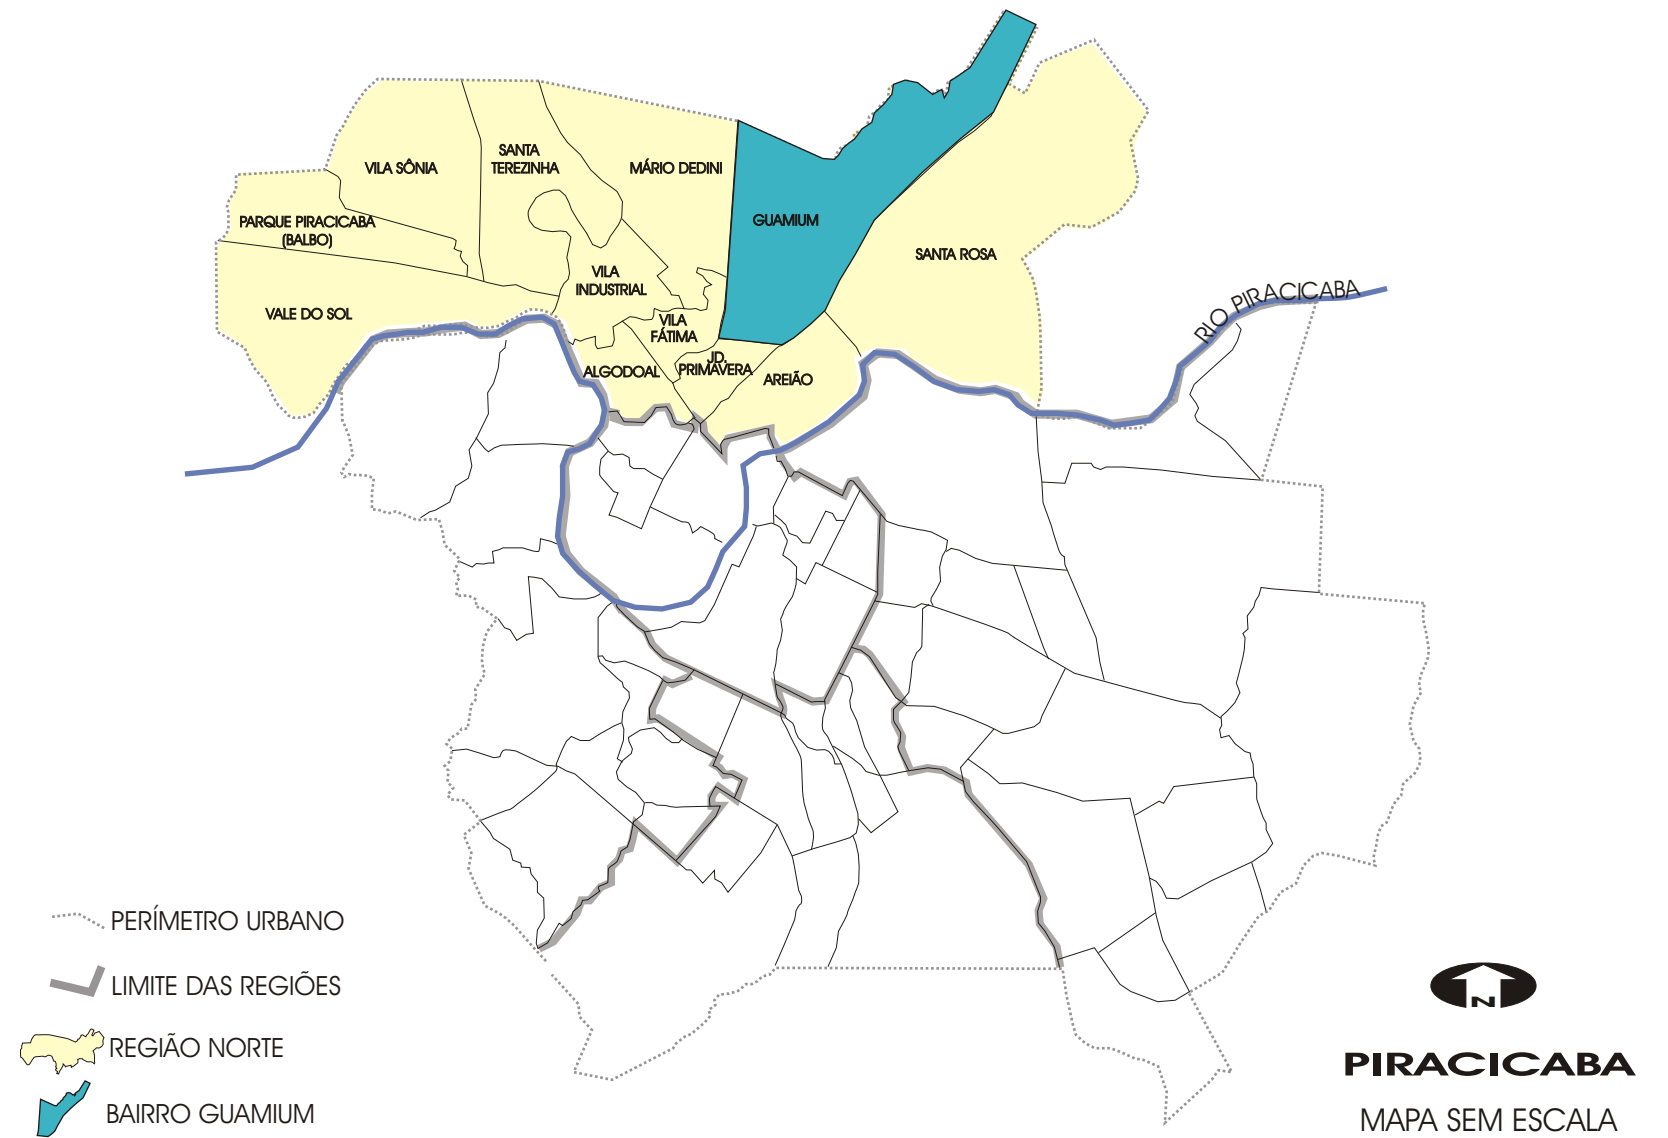 SANTA
TEREZINHA
VILA SÔNIA
MÁRIO DEDINI
PARQUE PIRACICABA
(BALBO)
GUAMIUM
SANTA ROSA
VILA
INDUSTRIAL
VALE DO SOL
RIO PIRACICABA
VILA
FÁTIMA
JD.
PRIMAVERA
ALGODOAL
AREIÃO
PERÍMETRO URBANO
LIMITE DAS REGIÕES
REGIÃO NORTE
BAIRRO GUAMIUM
N
PIRACICABA
MAPA SEM ESCALA